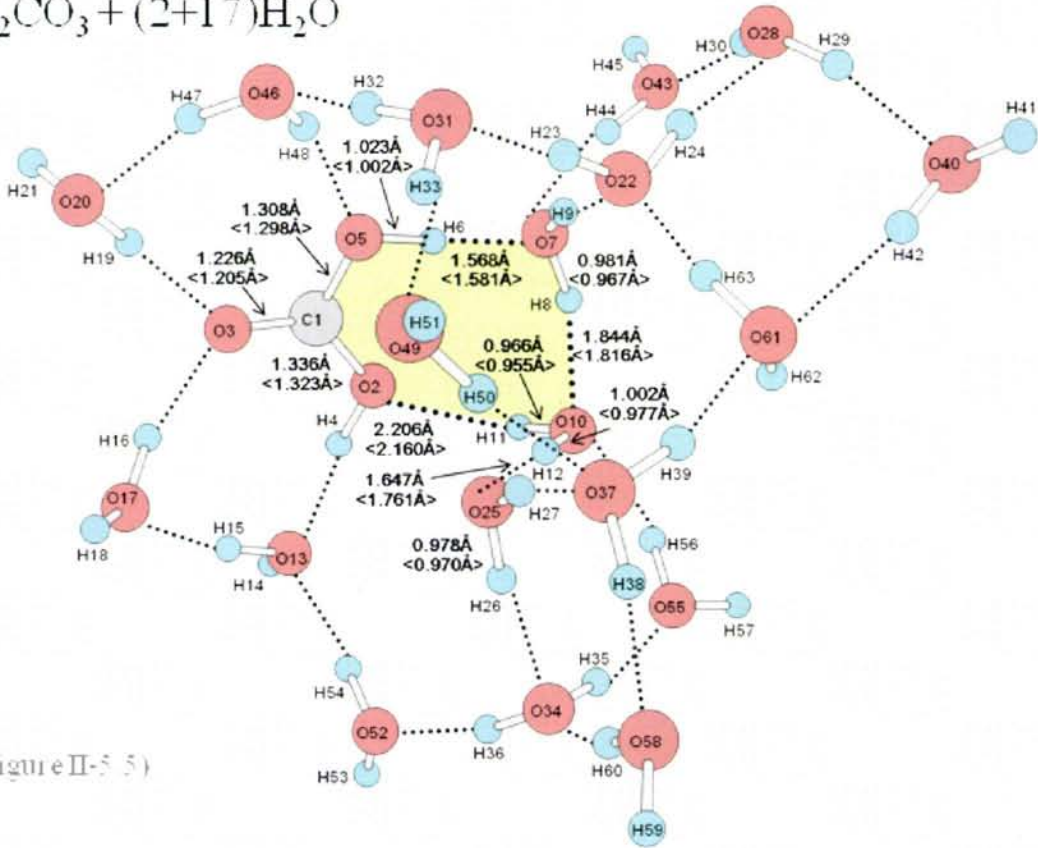 ₂CO₃ + (2+17)H₂O
O28
H29
H30
H45
O43
H32
H47
O46
H41
O31
H44
H23
H24
O40
H48
1.023Å
<1.002Å>
O22
H21
O20
H33
H9
1.308Å
<1.298Å>
O5
H6
O7
H42
H19
1.226Å
<1.205Å>
1.568Å
<1.581Å>
0.981Å
<0.967Å>
H63
H8
O3
C1
H51
O49
O61
1.336Å
<1.323Å>
0.966Å
<0.955Å>
1.844Å
<1.816Å>
H62
O2
H50
1.002Å
<0.977Å>
H4
H11
O10
H16
2.206Å
<2.160Å>
H12
H39
1.647Å
<1.761Å>
O17
O25
H27
O37
H15
H18
O13
H14
0.978Å
<0.970Å>
H56
H38
H26
O55
H57
H35
H54
O34
O52
H36
O58
H53
H60
igure II-5 5)
H59